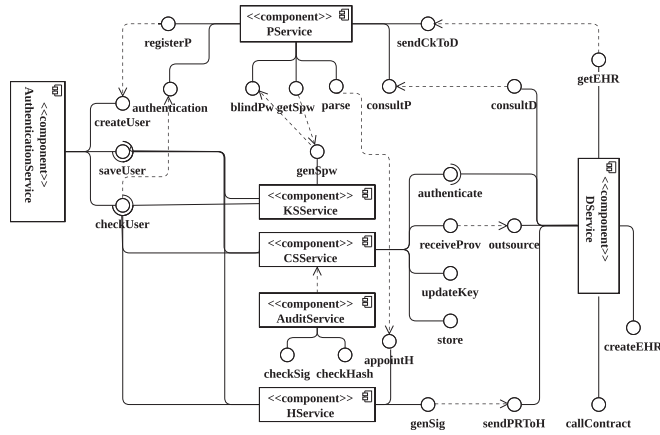 <<component>>
PService
registerP
sendCkToD
getEHR
<<component>>
AuthenticationService
createUser
authentication
blindPw
getSpw
parse
consultP
consultD
saveUser
genSpw
checkUser
<<component>>
KSService
authenticate
<<component>>
DService
<<component>>
CSService
receiveProv
outsource
updateKey
<<component>>
AuditService
store
createEHR
checkSig
checkHash
appointH
<<component>>
HService
genSig
sendPRToH
callContract